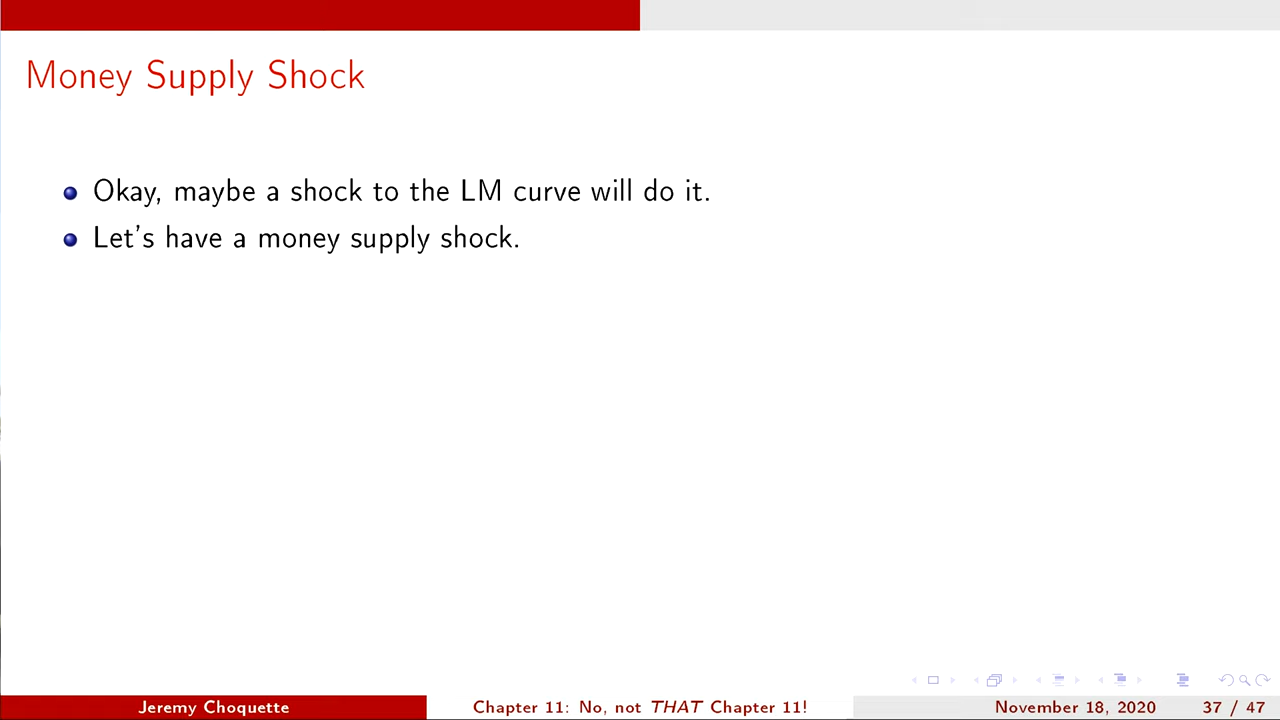 Money Supply Shock
Okay, maybe a shock to the LM curve will do it.
Let's have a money supply shock.
Jeremy Choquette
Chapter 11: No, not THAT Chapter 11!
November 18, 2020
37 / 47